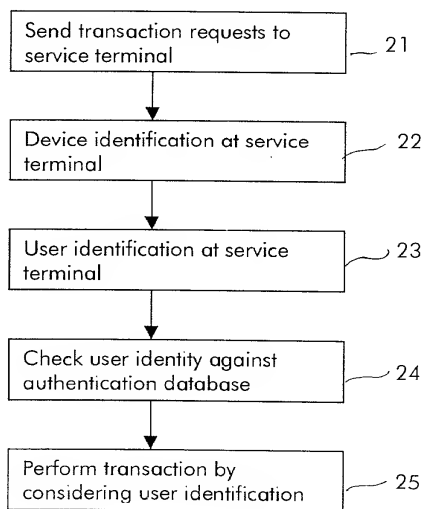 Send transaction requests to
service terminal
21
Device identification at service
terminal
22
User identification at service
terminal
23
Check user identity against
authentication database
24
Perform transaction by
considering user identification
25